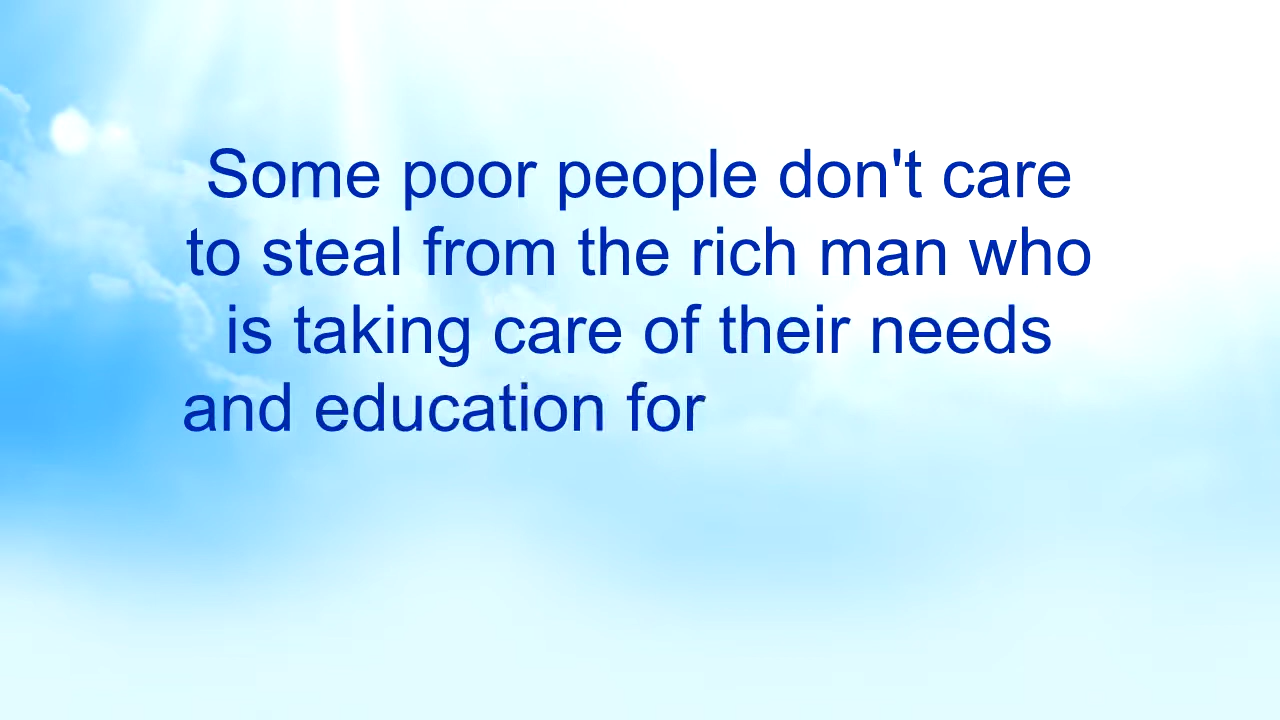 Some poor people don't care
to steal from the rich man who
is taking care of their needs
and education for